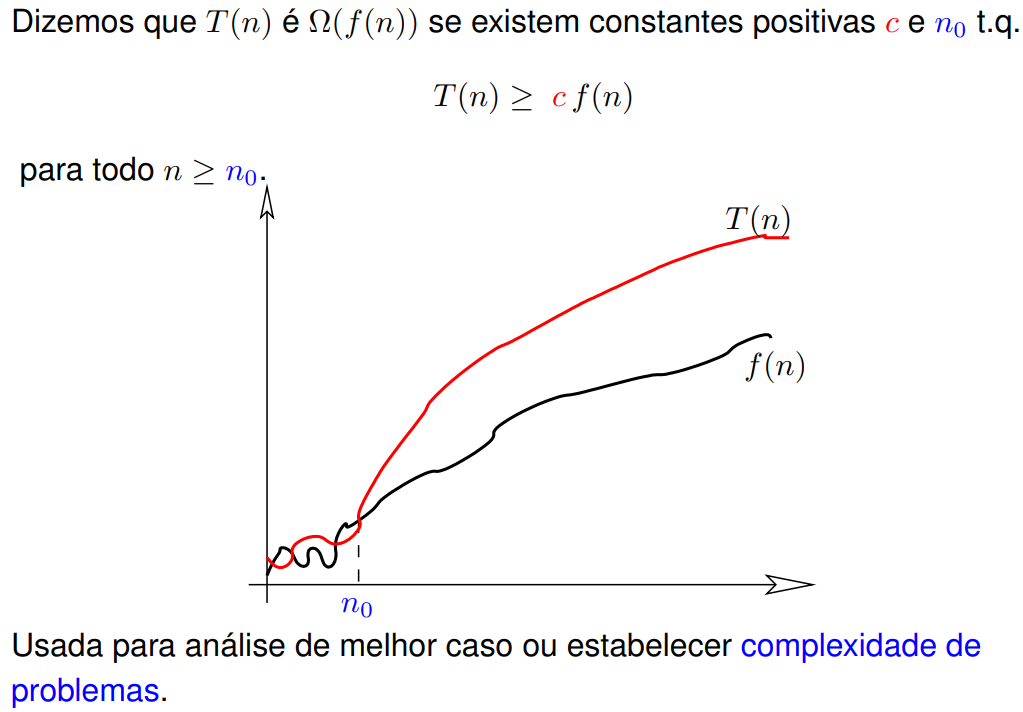 Dizemos que T(n) é Ω(f(n)) se existem constantes positivas c e n₀ t.q.
T(n) ≥ c f(n)
para todo n ≥ n₀.
T(n)
f(n)
n₀
Usada para análise de melhor caso ou estabelecer complexidade de
problemas.